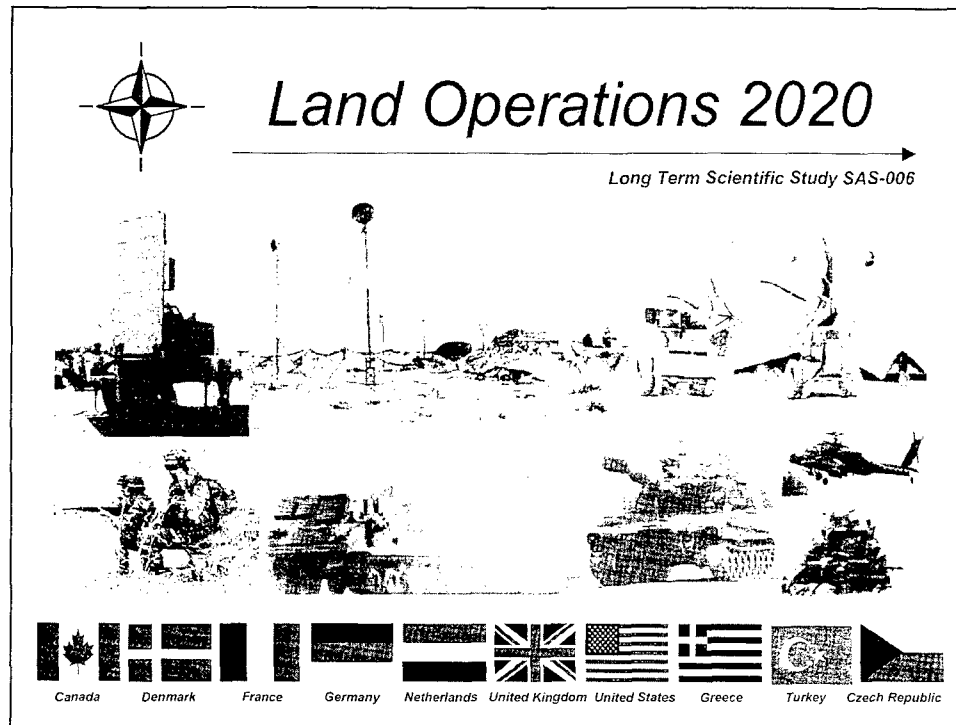 Land Operations 2020
Long Term Scientific Study SAS-006
Canada Denmark France Germany Netherlands United Kingdom United States Greece Turkey Czech Republic